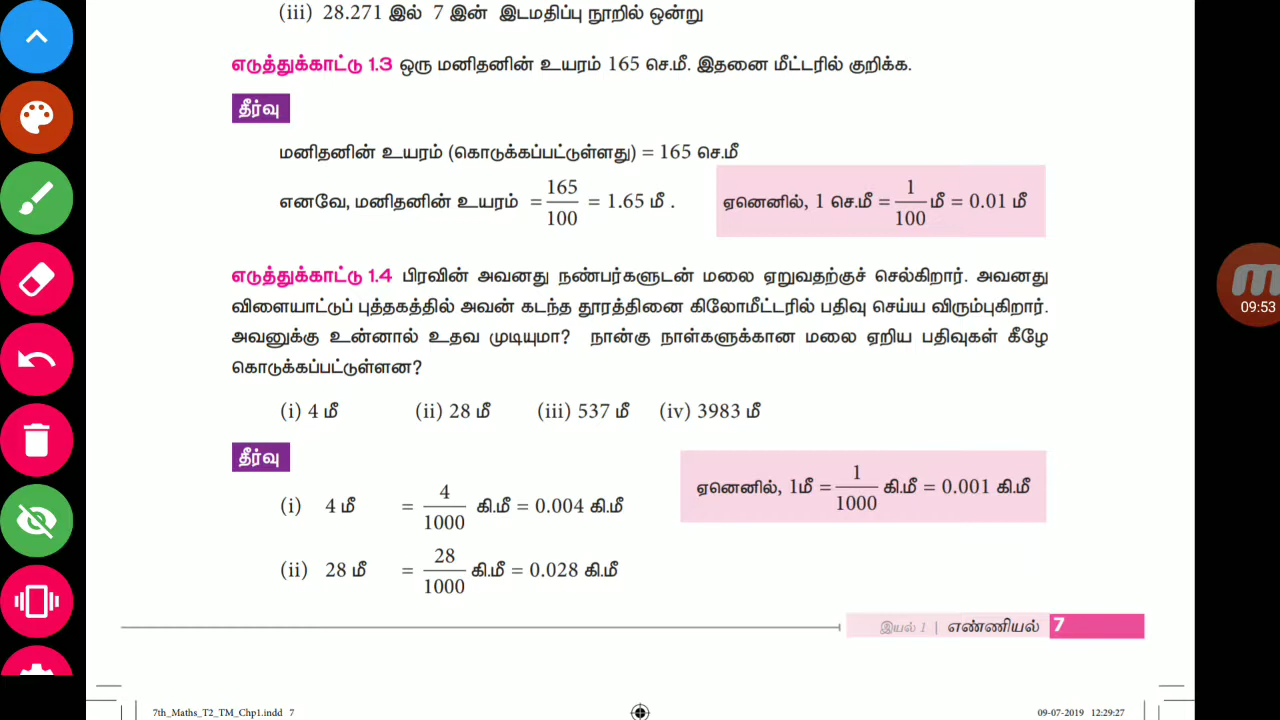 (iii) 28.271 இல் 7 இன் இடமதிப்பு நூறில் ஒன்று
எடுத்துக்காட்டு 1.3 ஒரு மனிதனின் உயரம் 165 செ.மீ. இதனை மீட்டரில் குறிக்க.
தீர்வு
மனிதனின் உயரம் (கொடுக்கப்பட்டுள்ளது) = 165 செ.மீ
எனவே, மனிதனின் உயரம் = 165/100 = 1.65 மீ .
ஏனெனில், 1 செ.மீ = 1/100 மீ = 0.01 மீ
எடுத்துக்காட்டு 1.4 பிரவின் அவனது நண்பர்களுடன் மலை ஏறுவதற்குச் செல்கிறார். அவனது
விளையாட்டுப் புத்தகத்தில் அவன் கடந்த தூரத்தினை கிலோமீட்டரில் பதிவு செய்ய விரும்புகிறார்.
அவனுக்கு உன்னால் உதவ முடியுமா? நான்கு நாள்களுக்கான மலை ஏறிய பதிவுகள் கீழே
கொடுக்கப்பட்டுள்ளன?
(i) 4 மீ (ii) 28 மீ (iii) 537 மீ (iv) 3983 மீ
தீர்வு
ஏனெனில், 1மீ = 1/1000 கி.மீ = 0.001 கி.மீ
(i) 4 மீ = 4/1000 கி.மீ = 0.004 கி.மீ
(ii) 28 மீ = 28/1000 கி.மீ = 0.028 கி.மீ
இயல் 1 | எண்ணியல் 7
7th_Maths_T2_TM_Chp1.indd 7
09-07-2019 12:29:27
09:53